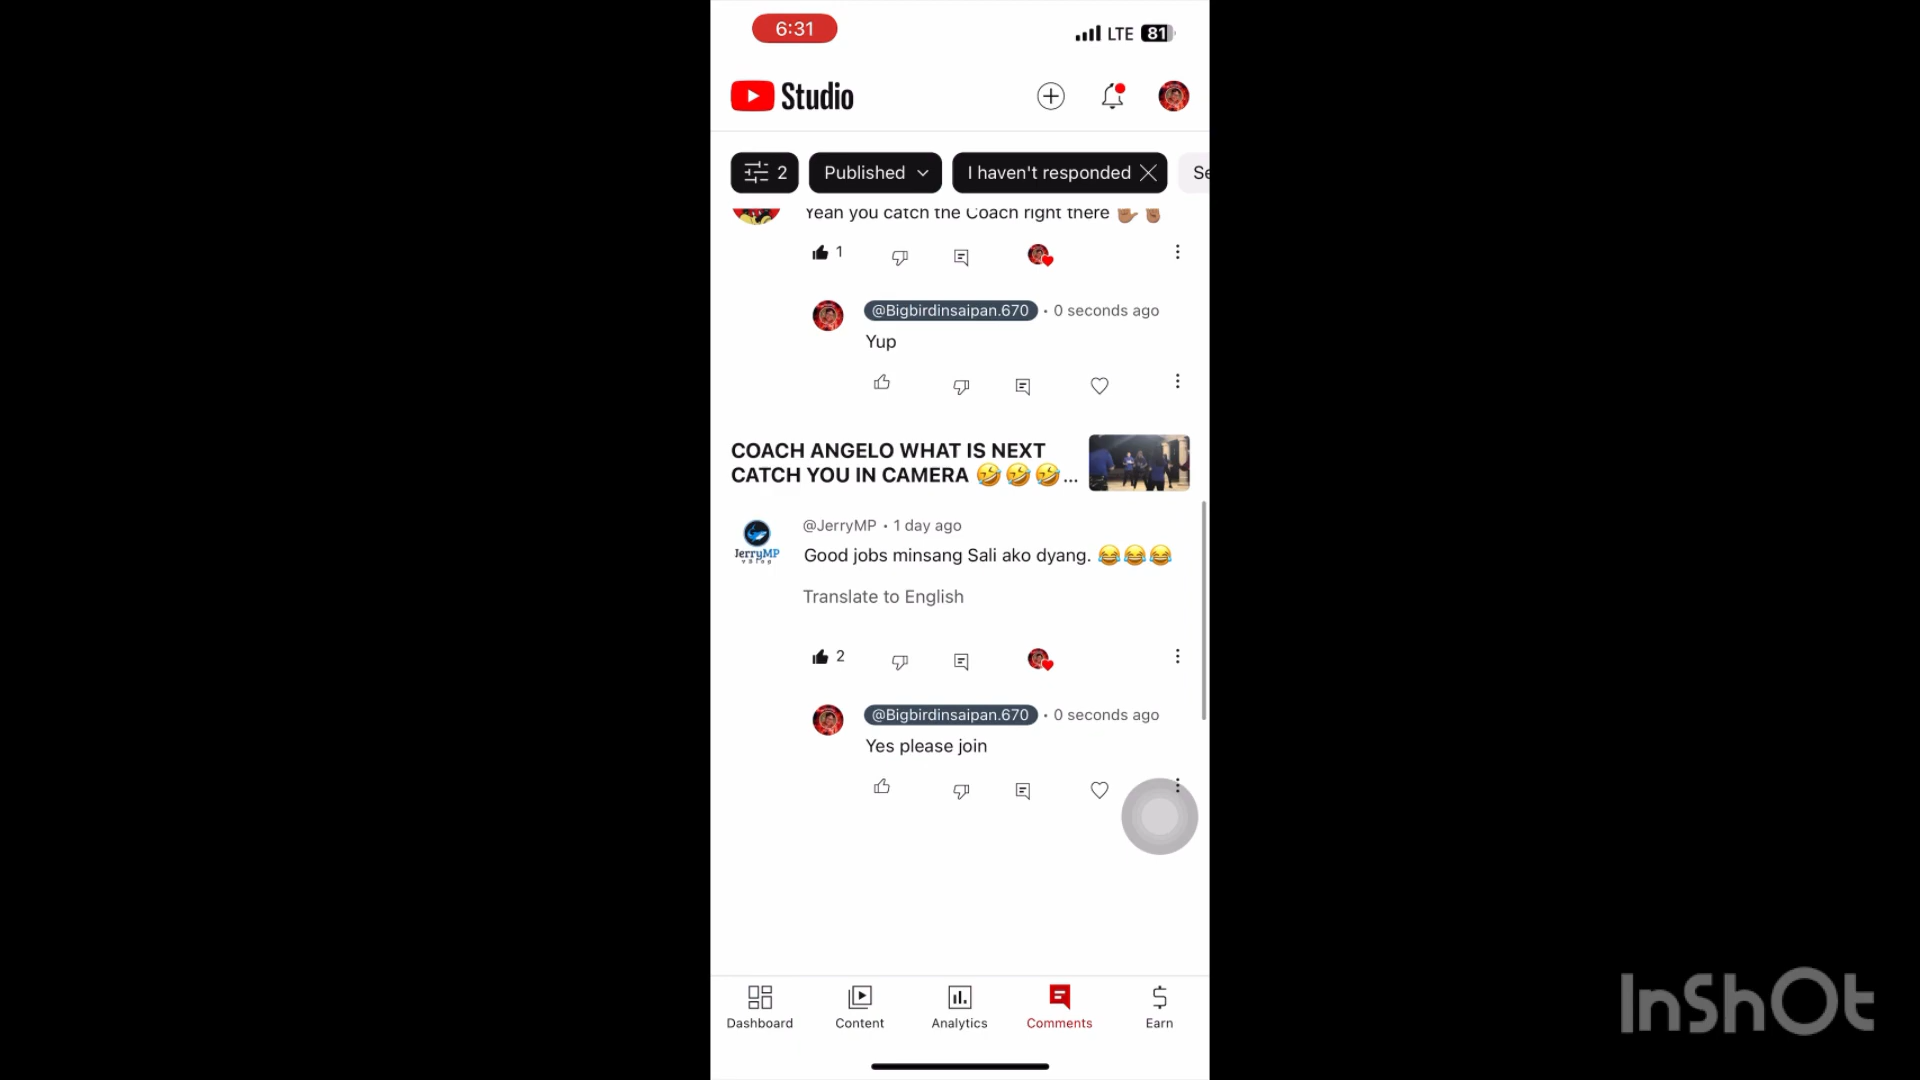 6:31
LTE 81
Studio
2
Published
I haven't responded
Se
Yeah you catch the Coach right there 
1
@Bigbirdinsaipan.670 • 0 seconds ago
Yup
COACH ANGELO WHAT IS NEXT
CATCH YOU IN CAMERA 🤣🤣🤣...
@JerryMP • 1 day ago
JerryMP
vBlog
Good jobs minsang Sali ako dyang. 😂😂😂
Translate to English
2
@Bigbirdinsaipan.670 • 0 seconds ago
Yes please join
Dashboard
Content
Analytics
Comments
Earn
InShOt